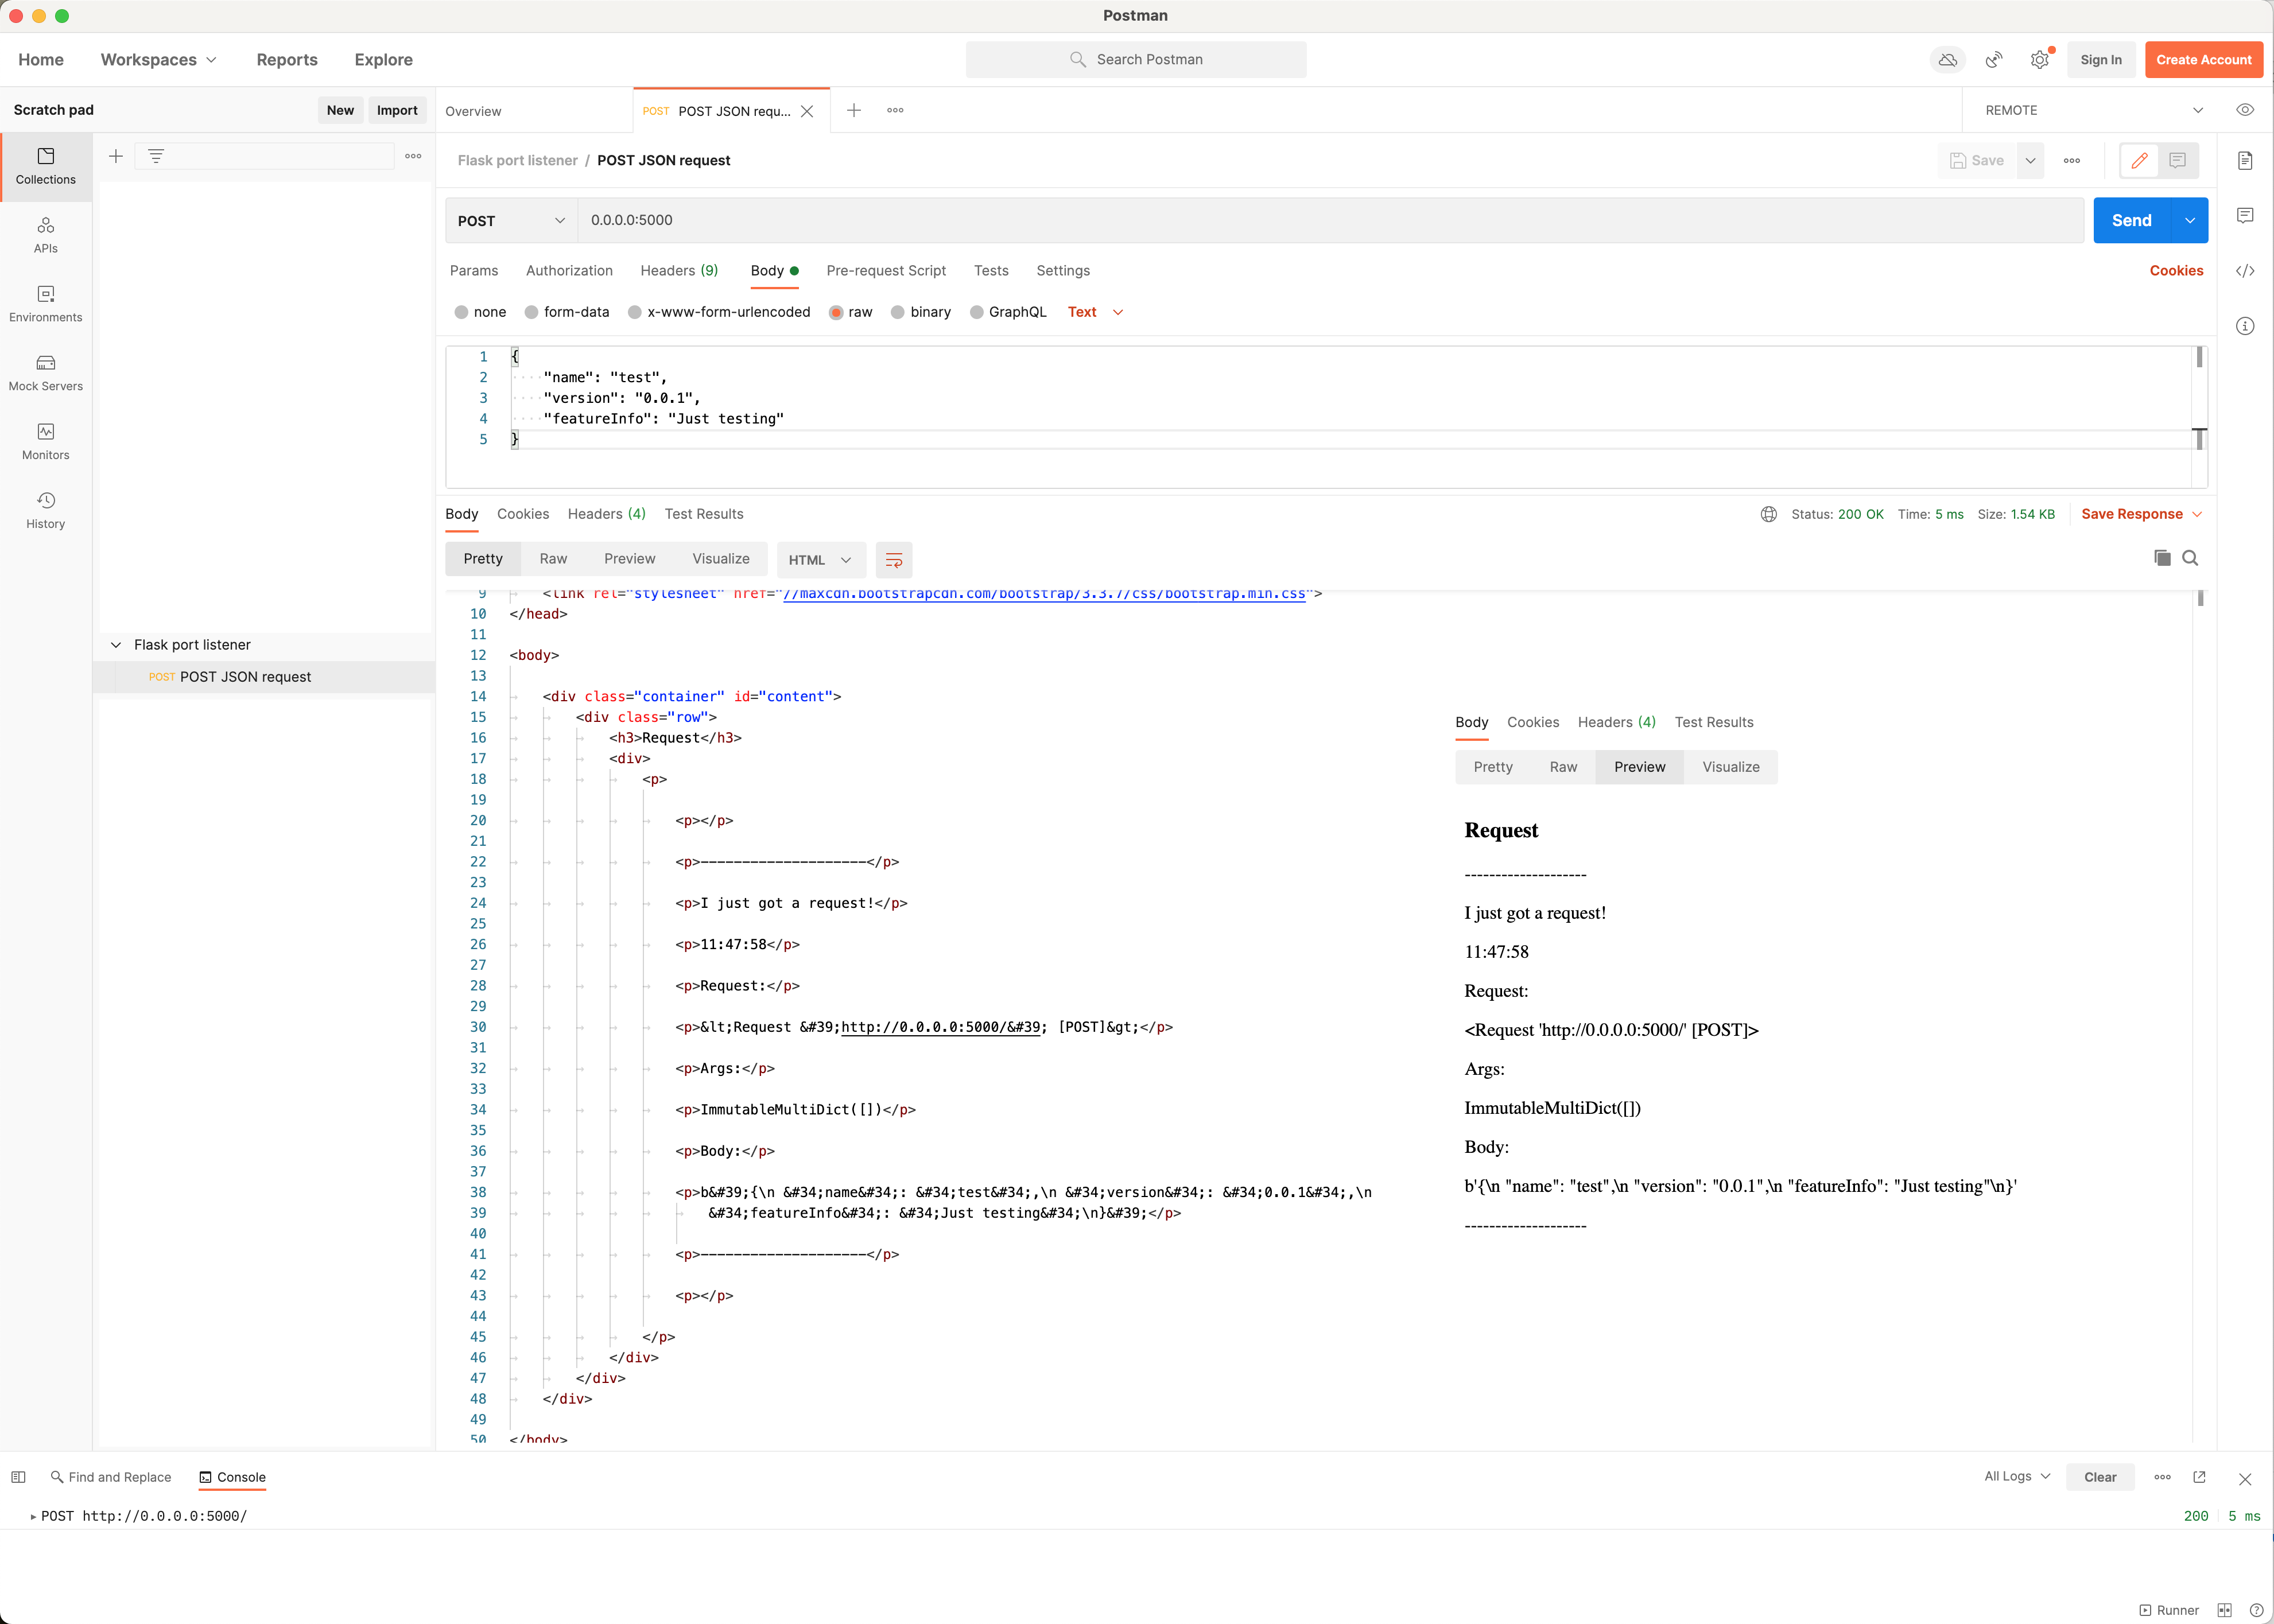 Postman
Home Workspaces Reports Explore Search Postman Sign In Create Account
Scratch pad New Import Overview POST POST JSON requ... REMOTE
Collections
APIs
Environments
Mock Servers
Monitors
History
Flask port listener
POST POST JSON request
Flask port listener / POST JSON request Save
POST 0.0.0.0:5000 Send
Params Authorization Headers (9) Body Pre-request Script Tests Settings Cookies
none form-data x-www-form-urlencoded raw binary GraphQL Text
1 {
2 "name": "test",
3 "version": "0.0.1",
4 "featureInfo": "Just testing"
5 }
Body Cookies Headers (4) Test Results Status: 200 OK Time: 5 ms Size: 1.54 KB Save Response
Pretty Raw Preview Visualize HTML
9 <link rel="stylesheet" href="//maxcdn.bootstrapcdn.com/bootstrap/3.3.7/css/bootstrap.min.css">
10 </head>
11
12 <body>
13
14 <div class="container" id="content">
15 <div class="row">
16 <h3>Request</h3>
17 <div>
18 <p>
19
20 <p></p>
21
22 <p>--------------------</p>
23
24 <p>I just got a request!</p>
25
26 <p>11:47:58</p>
27
28 <p>Request:</p>
29
30 <p>&lt;Request &#39;http://0.0.0.0:5000/&#39; [POST]&gt;</p>
31
32 <p>Args:</p>
33
34 <p>ImmutableMultiDict([])</p>
35
36 <p>Body:</p>
37
38 <p>b&#39;{\n &#34;name&#34;: &#34;test&#34;,\n &#34;version&#34;: &#34;0.0.1&#34;,\n
39 &#34;featureInfo&#34;: &#34;Just testing&#34;\n}&#39;</p>
40
41 <p>--------------------</p>
42
43 <p></p>
44
45 </p>
46 </div>
47 </div>
48 </div>
49
50 </body>
Body Cookies Headers (4) Test Results
Pretty Raw Preview Visualize
Request
--------------------
I just got a request!
11:47:58
Request:
<Request 'http://0.0.0.0:5000/' [POST]>
Args:
ImmutableMultiDict([])
Body:
b'{\n "name": "test",\n "version": "0.0.1",\n "featureInfo": "Just testing"\n}'
--------------------
Find and Replace Console All Logs Clear
POST http://0.0.0.0:5000/ 200 5 ms
Runner